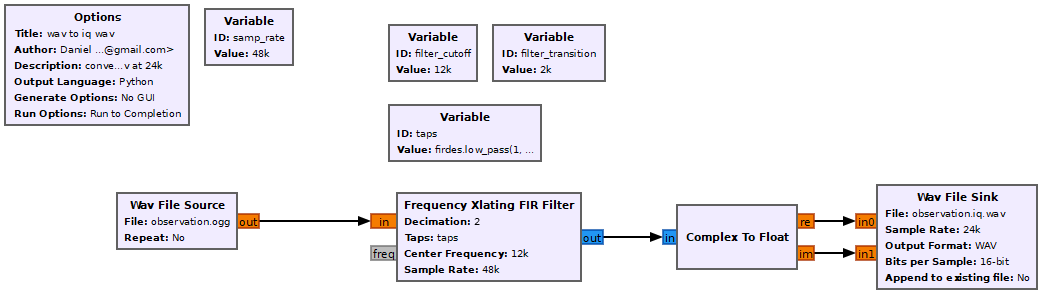 Options
Title: wav to iq wav
Author: Daniel ...@gmail.com>
Description: conve...v at 24k
Output Language: Python
Generate Options: No GUI
Run Options: Run to Completion
Variable
ID: samp_rate
Value: 48k
Variable
ID: filter_cutoff
Value: 12k
Variable
ID: filter_transition
Value: 2k
Variable
ID: taps
Value: firdes.low_pass(1, ...
Wav File Source
File: observation.ogg
Repeat: No
out
in
freq
Frequency Xlating FIR Filter
Decimation: 2
Taps: taps
Center Frequency: 12k
Sample Rate: 48k
out
in
Complex To Float
re
im
in0
in1
Wav File Sink
File: observation.iq.wav
Sample Rate: 24k
Output Format: WAV
Bits per Sample: 16-bit
Append to existing file: No